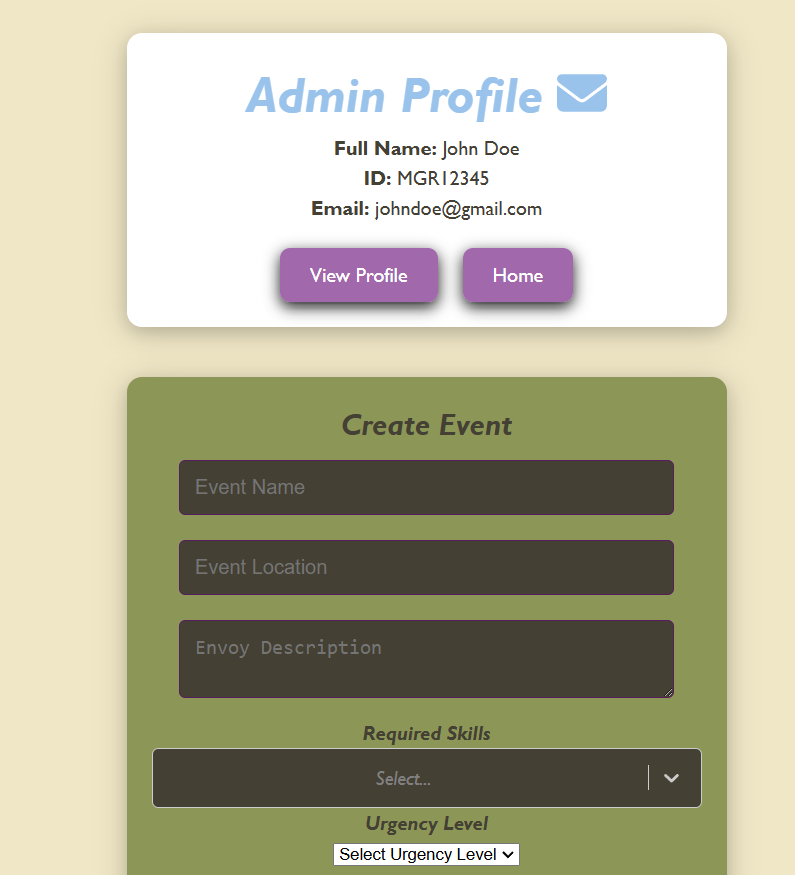 Admin Profile
Full Name: John Doe
ID: MGR12345
Email: johndoe@gmail.com
View Profile Home
Create Event
Event Name
Event Location
Envoy Description
Required Skills
Select...
Urgency Level
Select Urgency Level